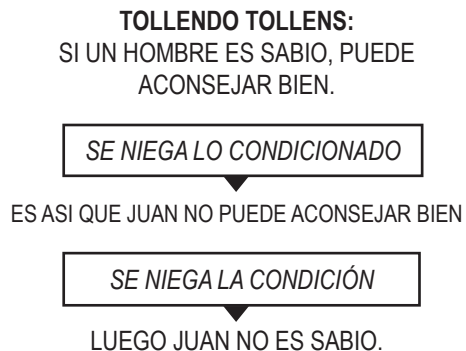 TOLLENDO TOLLENS:
SI UN HOMBRE ES SABIO, PUEDE
ACONSEJAR BIEN.
SE NIEGA LO CONDICIONADO
ES ASI QUE JUAN NO PUEDE ACONSEJAR BIEN
SE NIEGA LA CONDICIÓN
LUEGO JUAN NO ES SABIO.